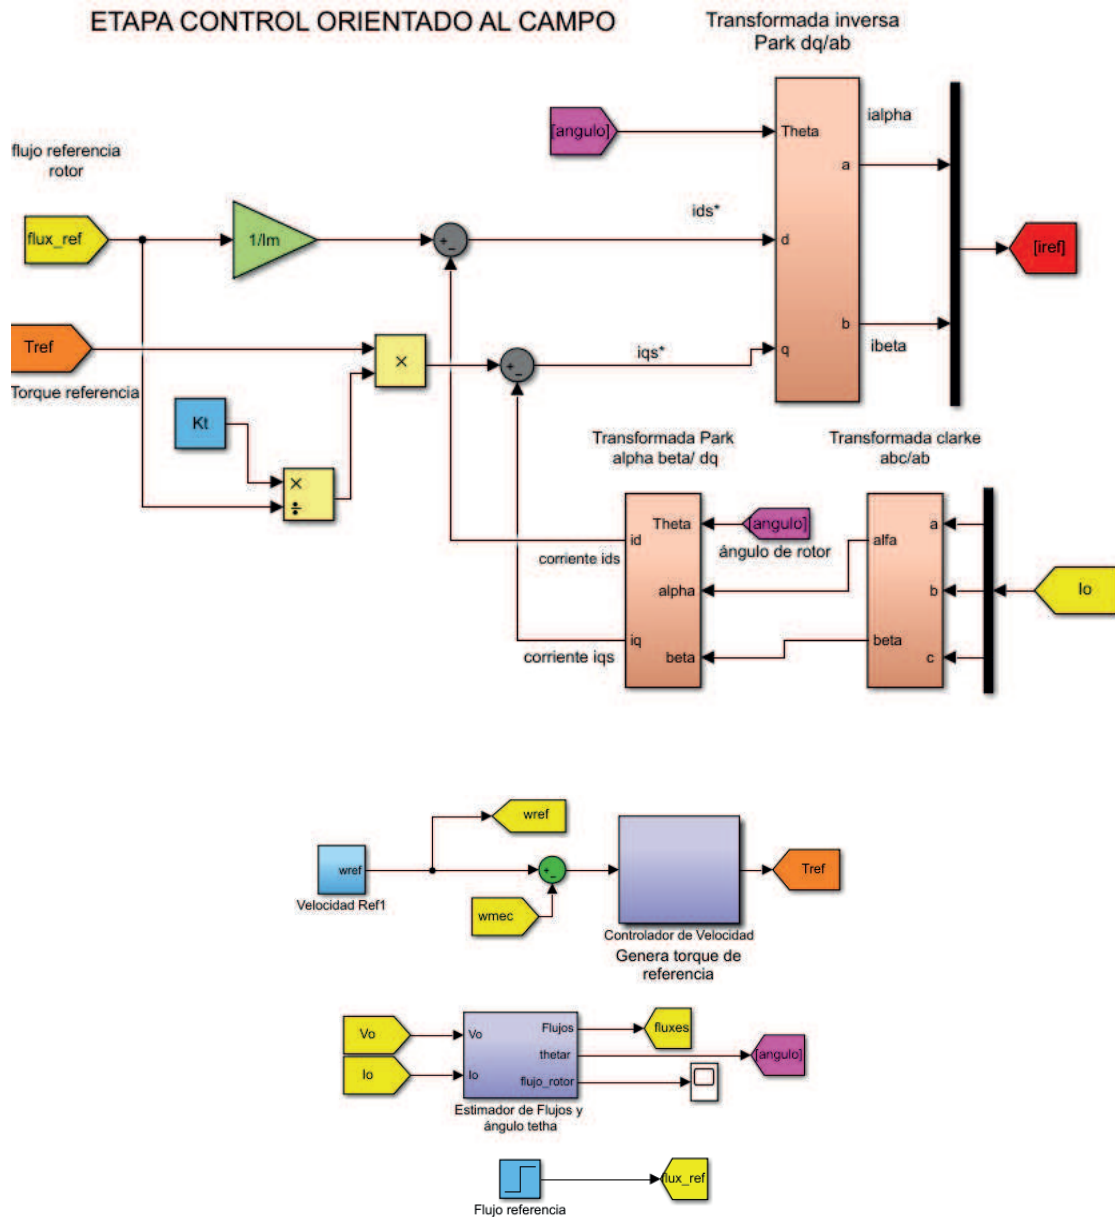 ETAPA CONTROL ORIENTADO AL CAMPO
Transformada inversa
Park dq/ab
[angulo]
Theta
ialpha
a
flujo referencia
rotor
flux_ref
1/lm
+
-
ids*
d
[iref]
Tref
Torque referencia
×
+
-
iqs*
q
b
ibeta
Kt
×
÷
Transformada Park
alpha beta/ dq
Transformada clarke
abc/ab
Theta
[angulo]
ángulo de rotor
id
corriente ids
alpha
iq
corriente iqs
beta
alfa
beta
a
b
c
Io
wref
wref
Velocidad Ref1
+
-
wmec
Controlador de Velocidad
Genera torque de
referencia
Tref
Vo
Io
Vo
Io
Flujos
thetar
flujo_rotor
fluxes
[angulo]
Estimador de Flujos y
ángulo tetha
Flujo referencia
flux_ref